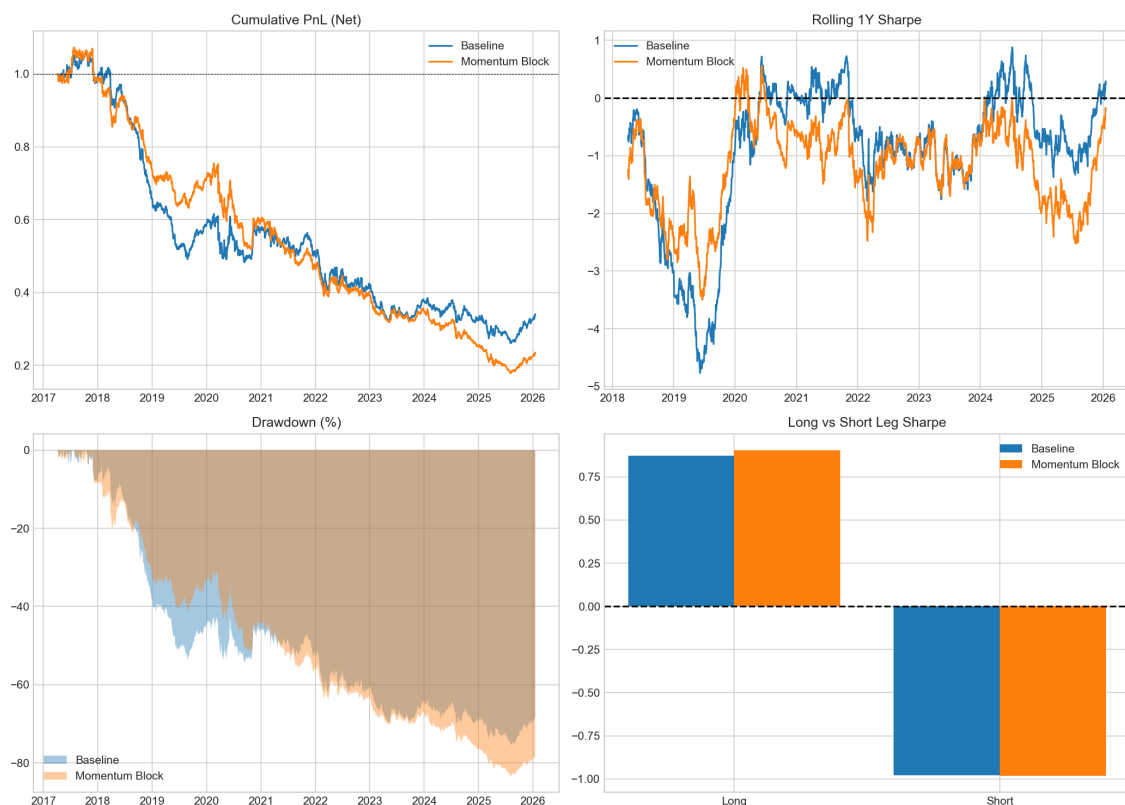 Cumulative PnL (Net)
Baseline
Momentum Block
1.0
0.8
0.6
0.4
0.2
2017 2018 2019 2020 2021 2022 2023 2024 2025 2026
Rolling 1Y Sharpe
Baseline
Momentum Block
1
0
−1
−2
−3
−4
−5
2018 2019 2020 2021 2022 2023 2024 2025 2026
Drawdown (%)
0
−20
−40
−60
−80
Baseline
Momentum Block
2017 2018 2019 2020 2021 2022 2023 2024 2025 2026
Long vs Short Leg Sharpe
Baseline
Momentum Block
0.75
0.50
0.25
0.00
−0.25
−0.50
−0.75
−1.00
Long Short